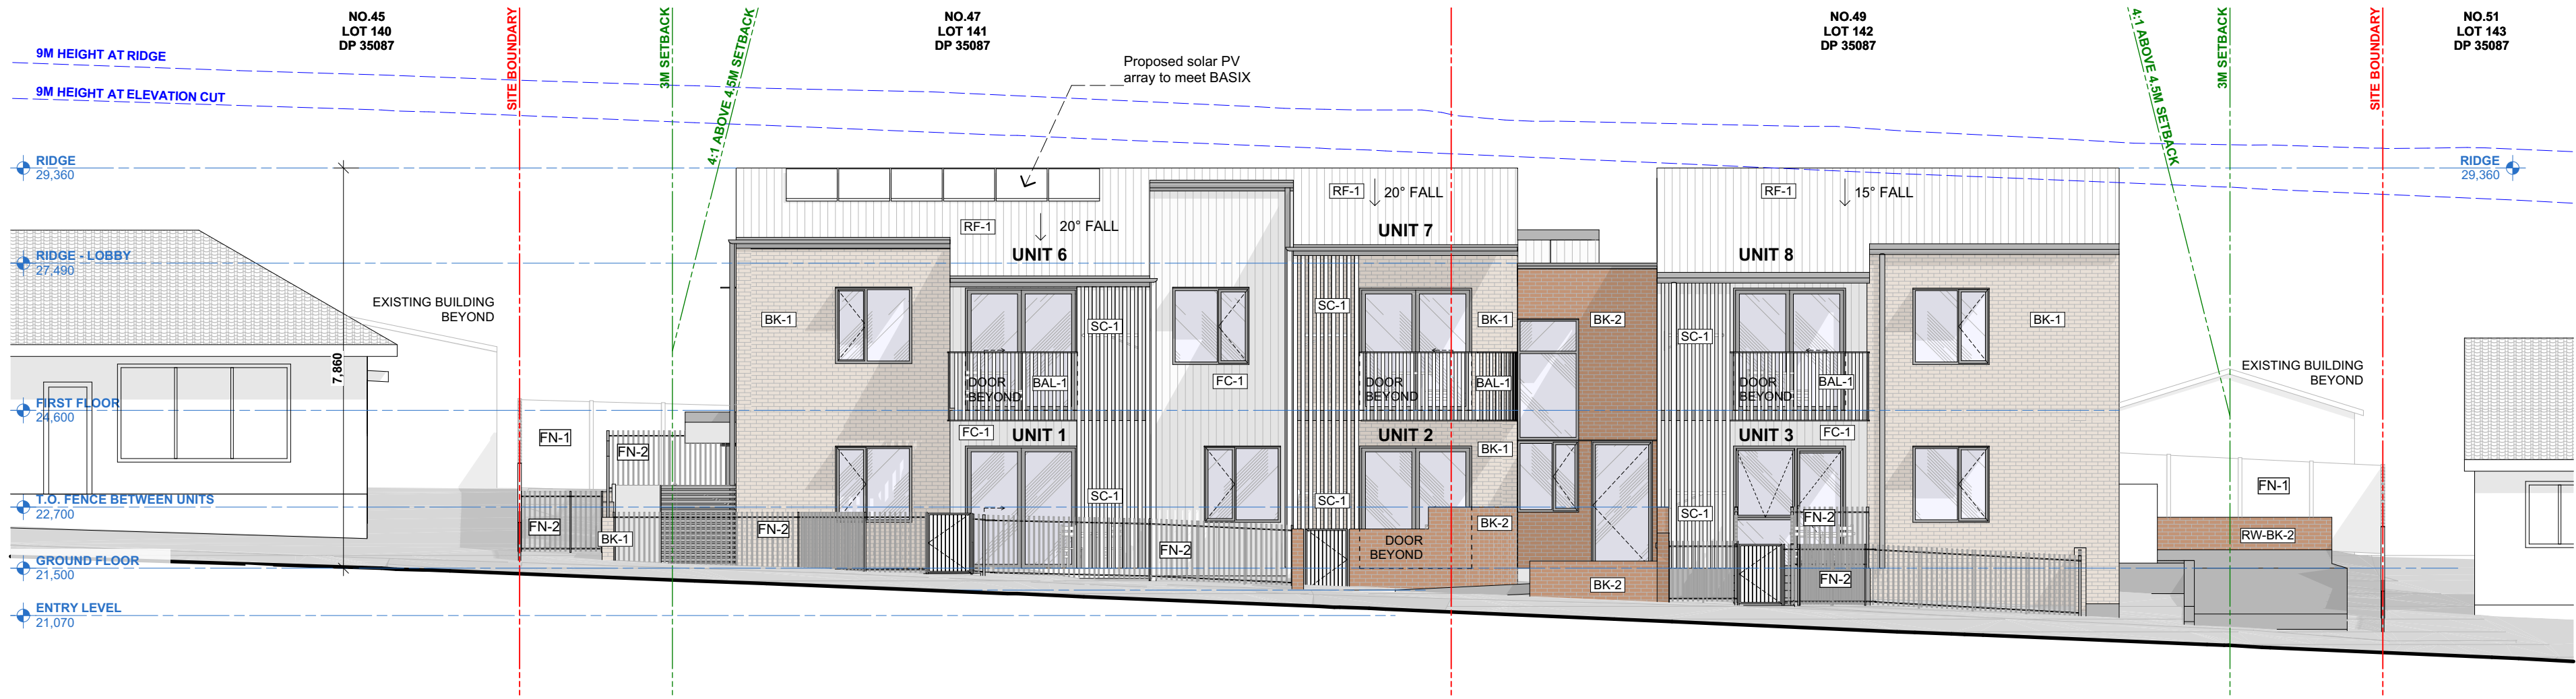 NO.45
LOT 140
DP 35087
NO.47
LOT 141
DP 35087
NO.49
LOT 142
DP 35087
NO.51
LOT 143
DP 35087
SITE BOUNDARY
3M SETBACK
4:1 ABOVE 4.5M SETBACK
4:1 ABOVE 4.5M SETBACK
3M SETBACK
SITE BOUNDARY
9M HEIGHT AT RIDGE
9M HEIGHT AT ELEVATION CUT
Proposed solar PV
array to meet BASIX
RIDGE
29,360
RIDGE
29,360
RF-1
20° FALL
RF-1
15° FALL
RF-1
20° FALL
UNIT 7
UNIT 6
UNIT 8
RIDGE - LOBBY
27,490
EXISTING BUILDING
BEYOND
7,860
BK-1
SC-1
SC-1
BK-1
BK-2
SC-1
BK-1
FC-1
DOOR
BEYOND
BAL-1
DOOR
BEYOND
BAL-1
DOOR
BEYOND
BAL-1
EXISTING BUILDING
BEYOND
FIRST FLOOR
24,600
FN-1
FN-2
FC-1
UNIT 1
UNIT 2
BK-1
UNIT 3
FC-1
T.O. FENCE BETWEEN UNITS
22,700
SC-1
SC-1
SC-1
FN-1
FN-2
BK-1
FN-2
FN-2
BK-2
DOOR
BEYOND
FN-2
RW-BK-2
GROUND FLOOR
21,500
BK-2
FN-2
ENTRY LEVEL
21,070